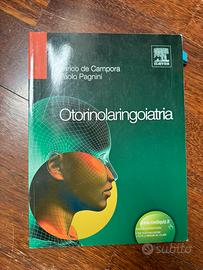 Enrico de Campora
Paolo Pagnini
ELSEVIER
Otorinolaringoiatria
subito